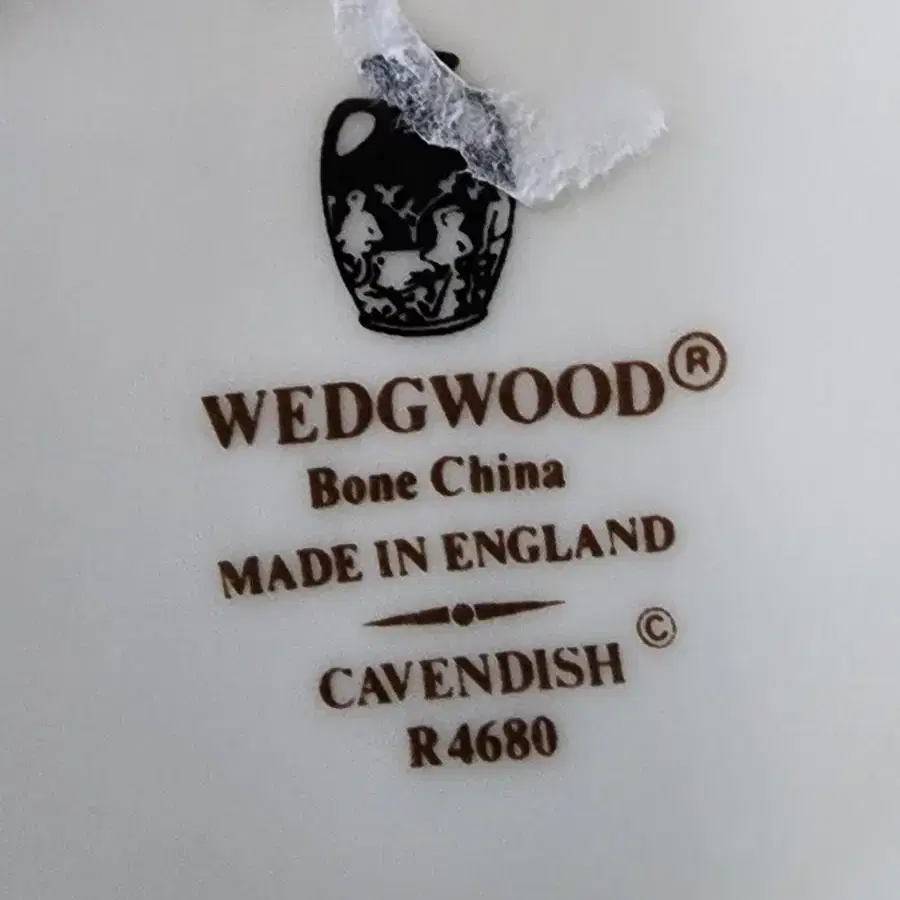 WEDGWOOD®
Bone China
MADE IN ENGLAND
CAVENDISH ©
R4680